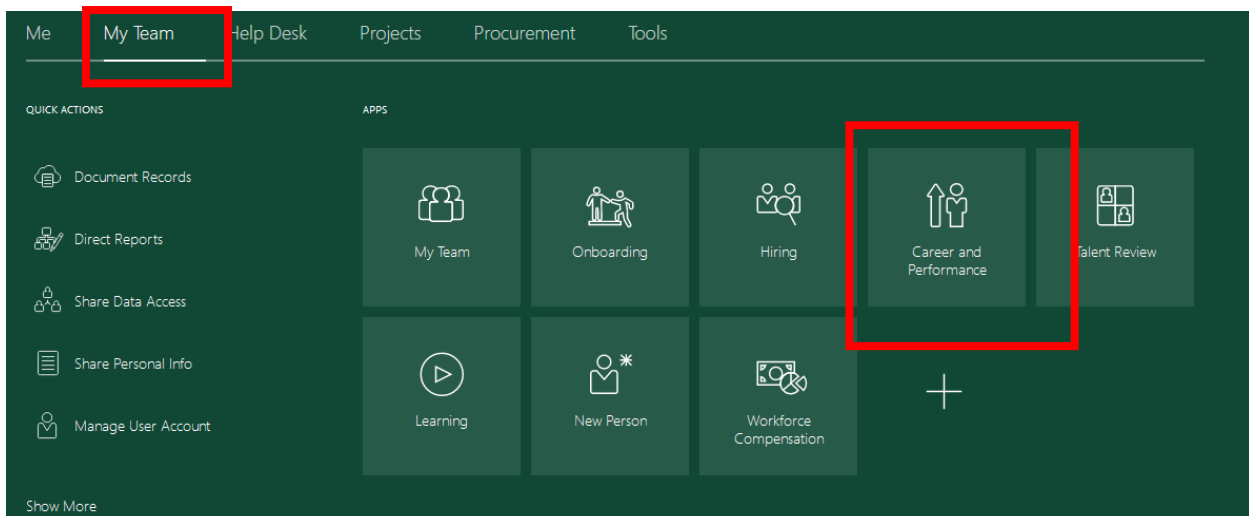 Me My Team Help Desk Projects Procurement Tools
QUICK ACTIONS
Document Records
Direct Reports
Share Data Access
Share Personal Info
Manage User Account
Show More
APPS
My Team
Onboarding
Hiring
Career and
Performance
Talent Review
Learning
New Person
Workforce
Compensation